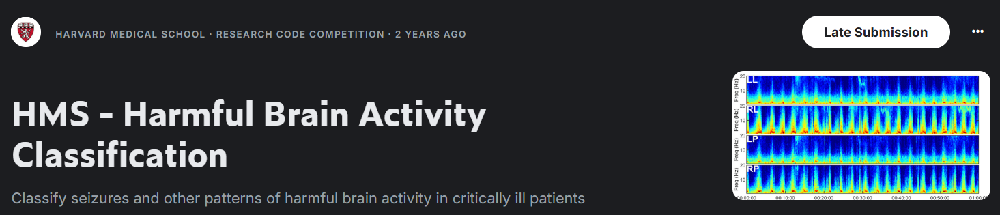 HARVARD MEDICAL SCHOOL · RESEARCH CODE COMPETITION · 2 YEARS AGO
Late Submission
HMS - Harmful Brain Activity
Classification
Classify seizures and other patterns of harmful brain activity in critically ill patients
LL
Freq (Hz)
20
10
RL
Freq (Hz)
20
10
LP
Freq (Hz)
20
10
RP
Freq (Hz)
20
10
00:00:00 00:10:00 00:20:00 00:30:00 00:40:00 00:50:00 01:00: